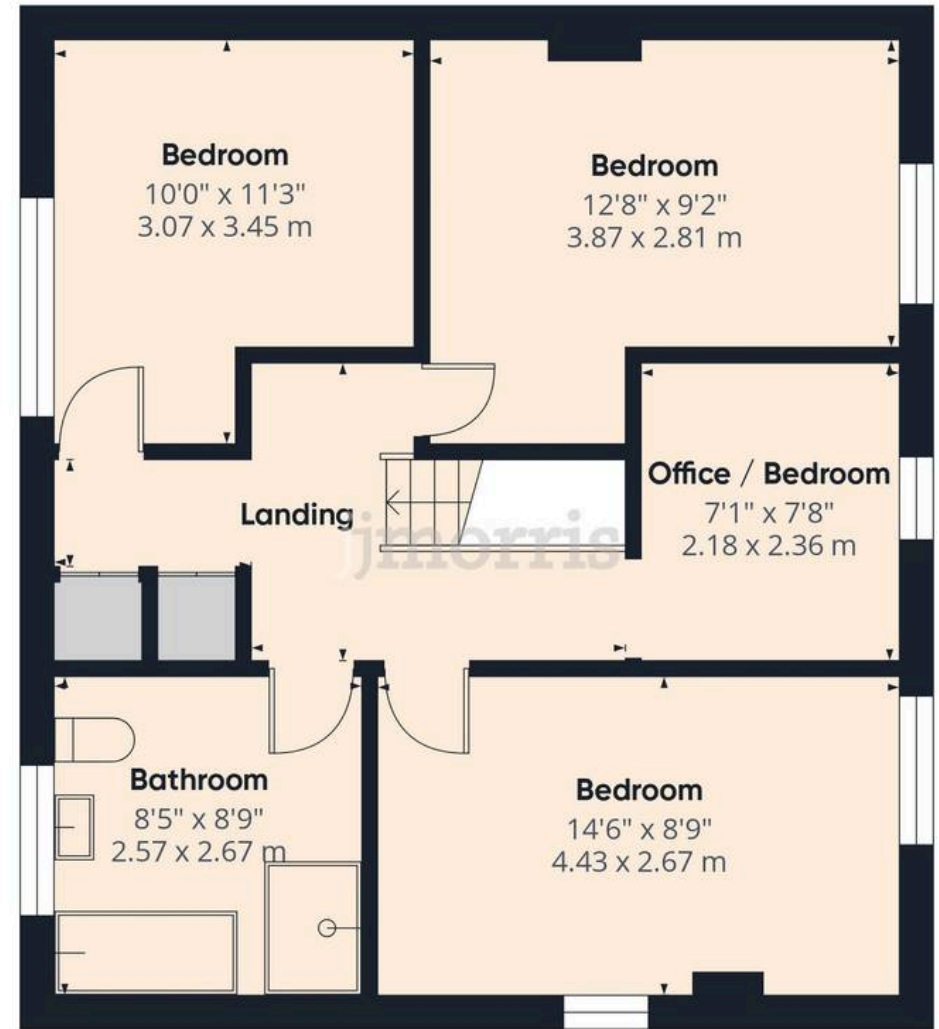 Bedroom
10'0" x 11'3"
3.07 x 3.45 m
Bedroom
12'8" x 9'2"
3.87 x 2.81 m
Office / Bedroom
7'1" x 7'8"
2.18 x 2.36 m
Landing
jjmorris
Bathroom
8'5" x 8'9"
2.57 x 2.67 m
Bedroom
14'6" x 8'9"
4.43 x 2.67 m